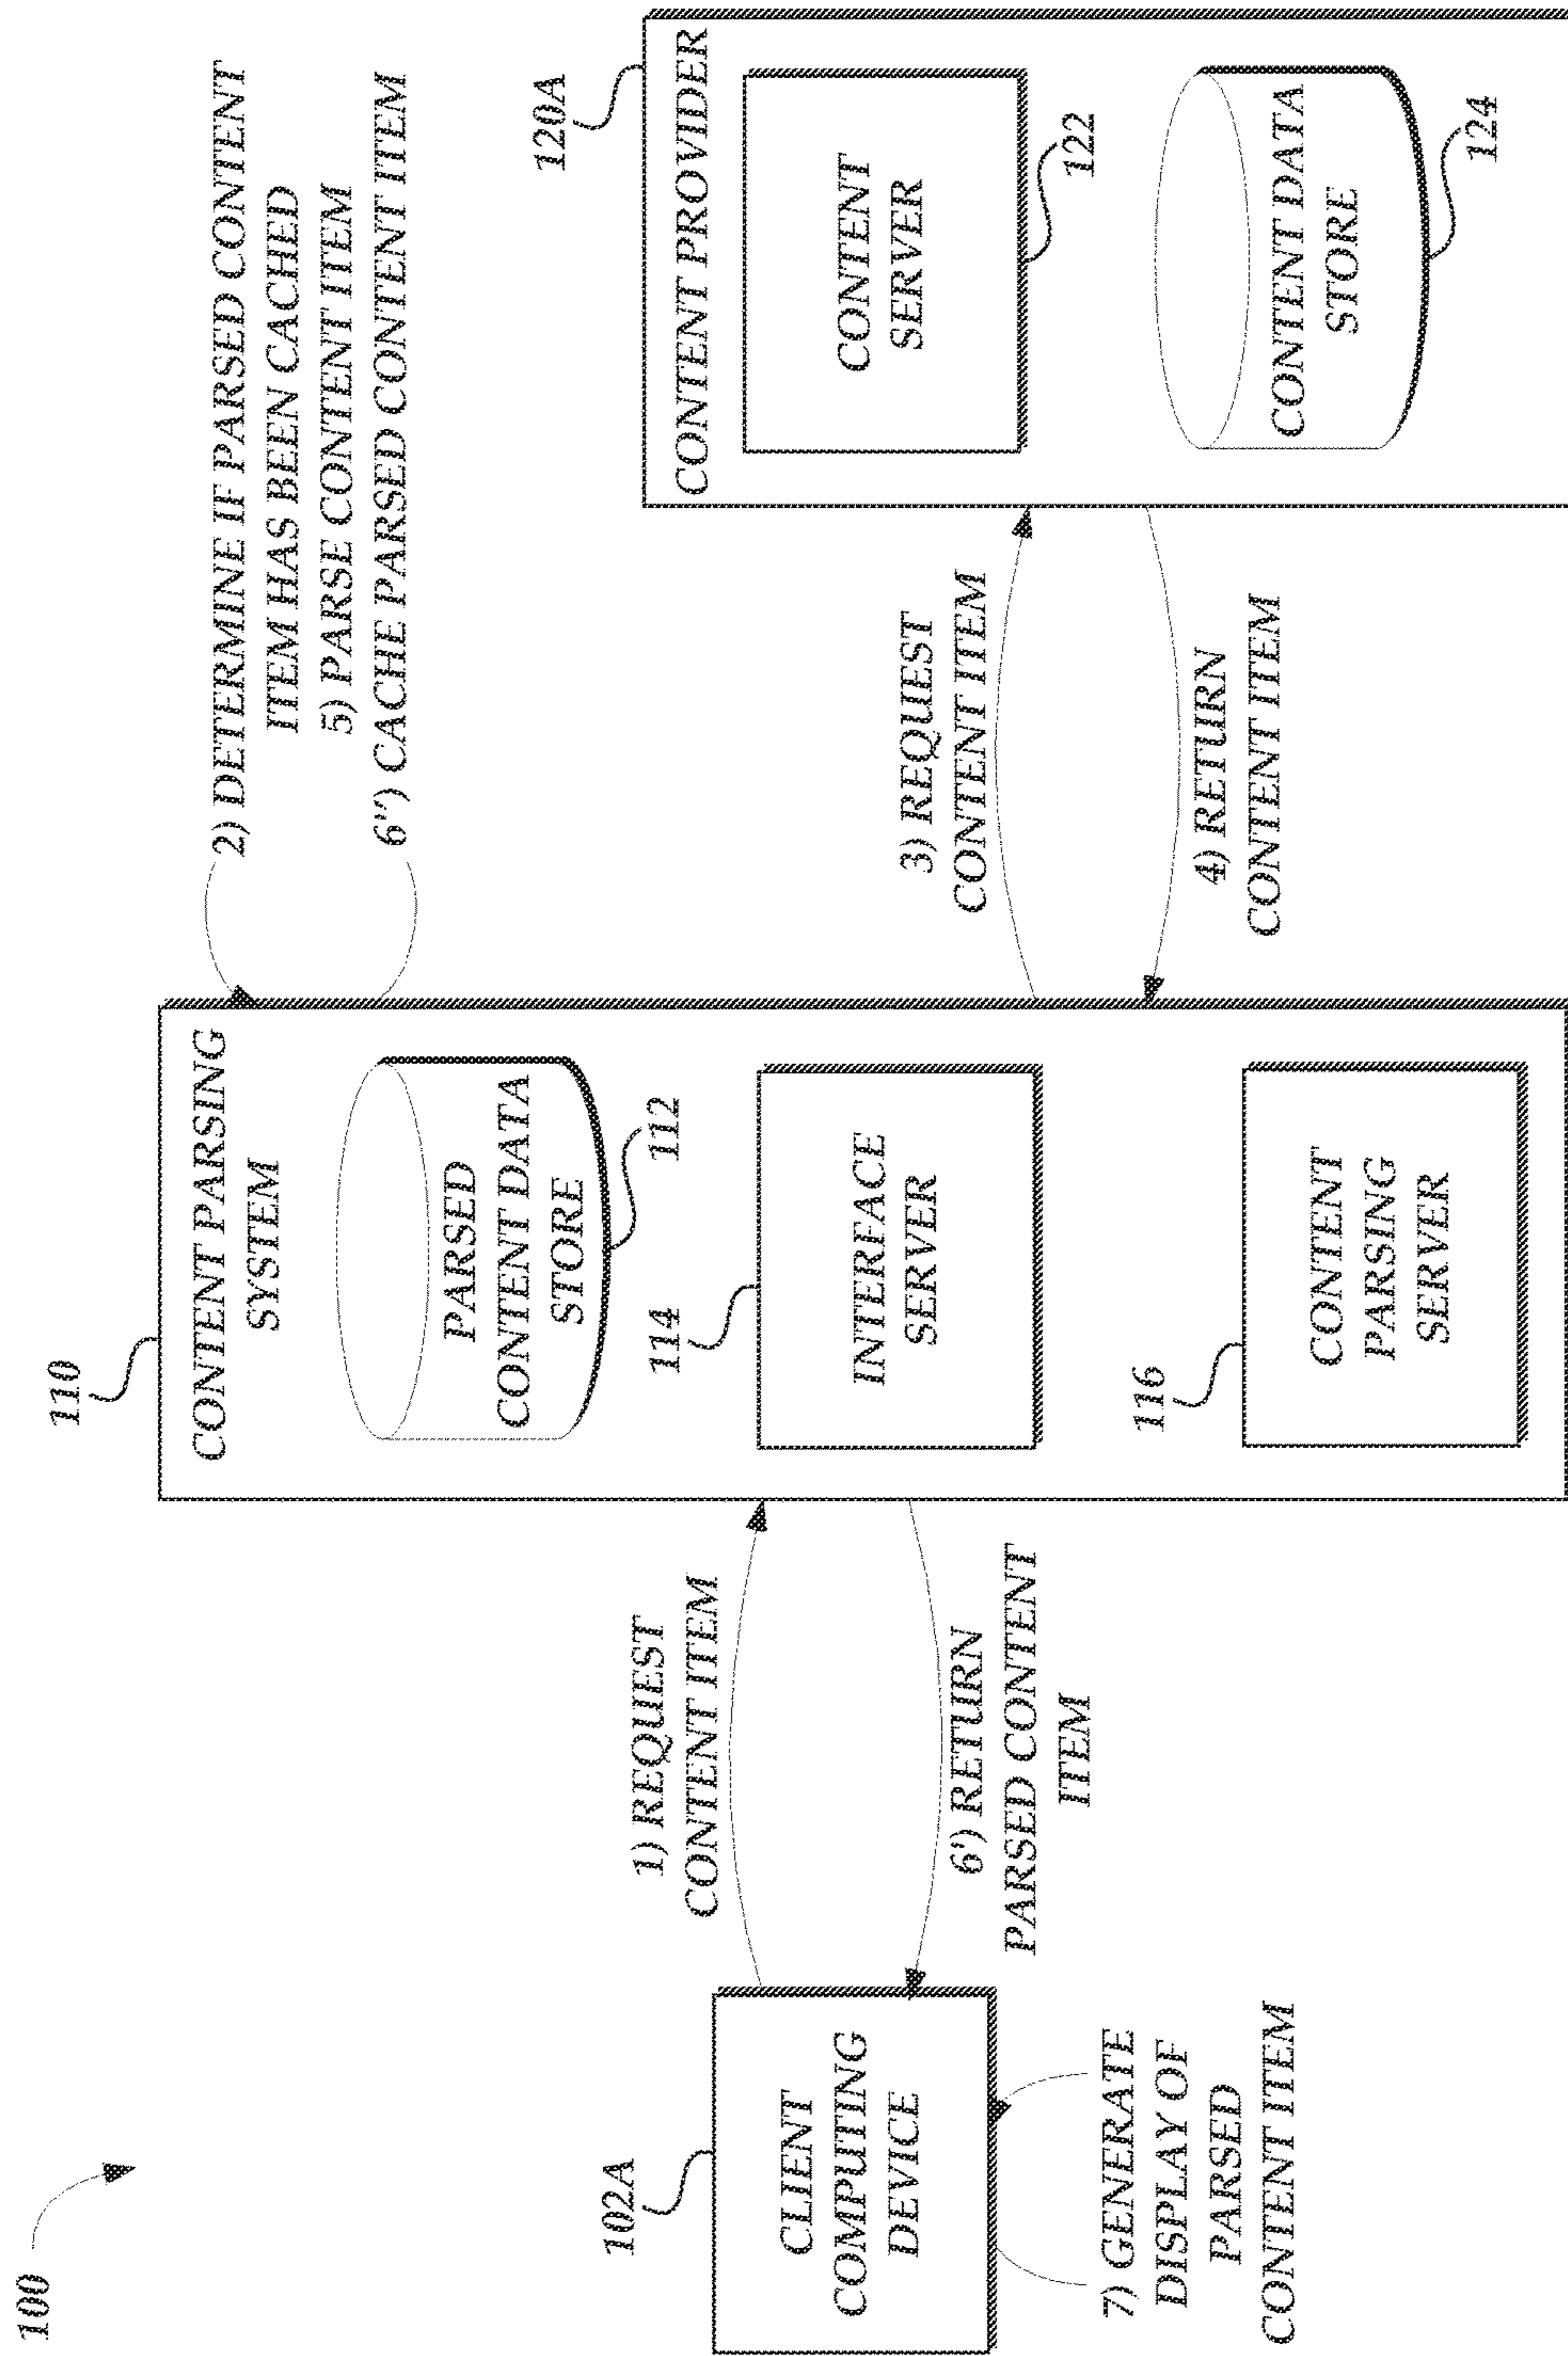 100
110
2) DETERMINE IF PARSED CONTENT
ITEM HAS BEEN CACHED
5) PARSE CONTENT ITEM
6'') CACHE PARSED CONTENT ITEM
CONTENT PARSING
SYSTEM
PARSED
CONTENT DATA
STORE
112
114
INTERFACE
SERVER
116
CONTENT
PARSING
SERVER
102A
CLIENT
COMPUTING
DEVICE
1) REQUEST
CONTENT ITEM
6') RETURN
PARSED CONTENT
ITEM
7) GENERATE
DISPLAY OF
PARSED
CONTENT ITEM
3) REQUEST
CONTENT ITEM
4) RETURN
CONTENT ITEM
120A
CONTENT PROVIDER
CONTENT
SERVER
122
CONTENT DATA
STORE
124